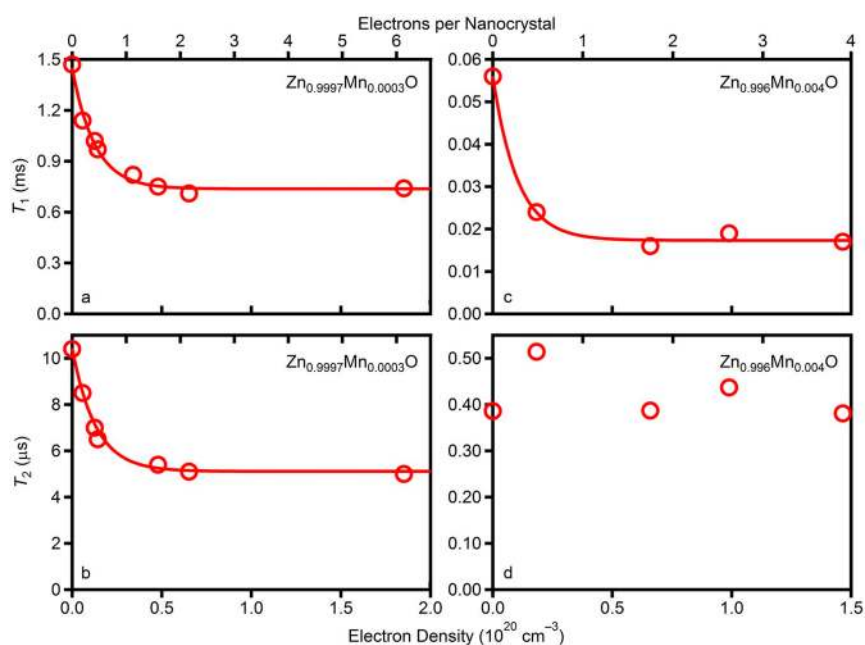 Electrons per Nanocrystal
0 1 2 3 4 5 6
0 1 2 3 4
1.5
1.2
0.9
0.6
0.3
0.0
T₁ (ms)
Zn₀.₉₉₉₇Mn₀.₀₀₀₃O
a
0.06
0.05
0.04
0.03
0.02
0.01
0.00
Zn₀.₉₉₆Mn₀.₀₀₄O
c
10
8
6
4
2
0
T₂ (μs)
Zn₀.₉₉₉₇Mn₀.₀₀₀₃O
b
0.0 0.5 1.0 1.5 2.0
0.50
0.40
0.30
0.20
0.10
0.00
Zn₀.₉₉₆Mn₀.₀₀₄O
d
0.0 0.5 1.0 1.5
Electron Density (10²⁰ cm⁻³)